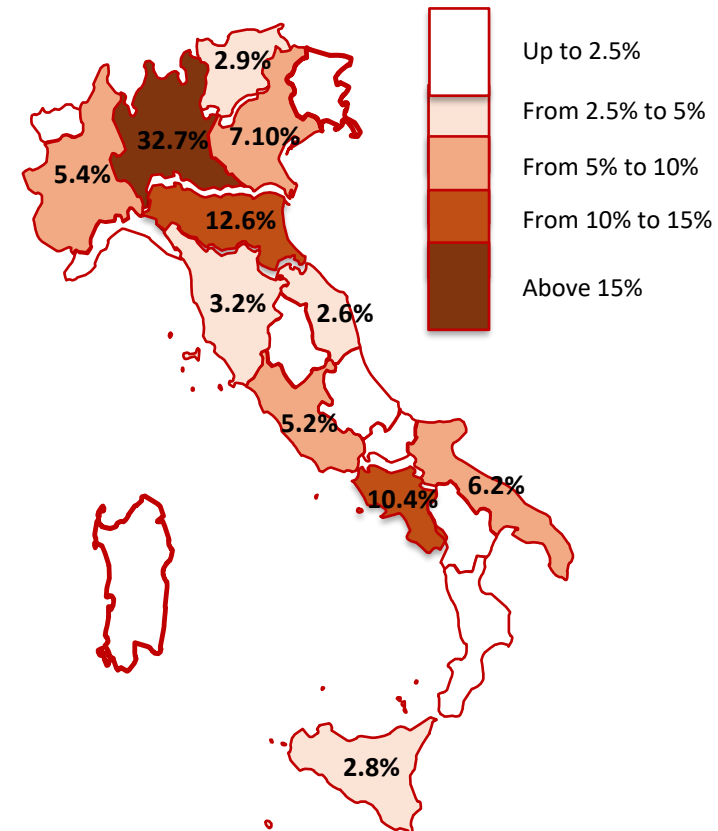 2.9%
Up to 2.5%
From 2.5% to 5%
32.7%
7.10%
5.4%
From 5% to 10%
12.6%
From 10% to 15%
Above 15%
3.2%
2.6%
5.2%
10.4%
6.2%
2.8%